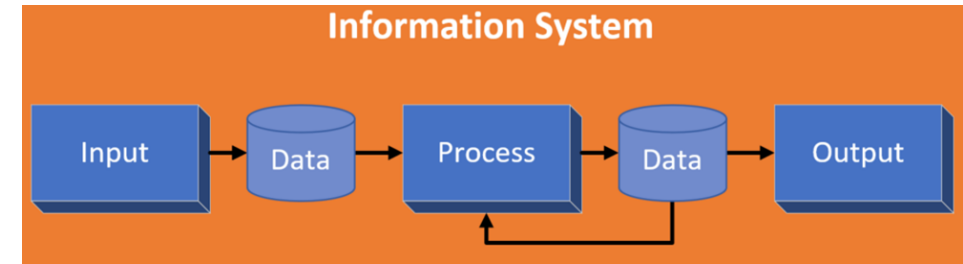 Information System
Input
Data
Process
Data
Output